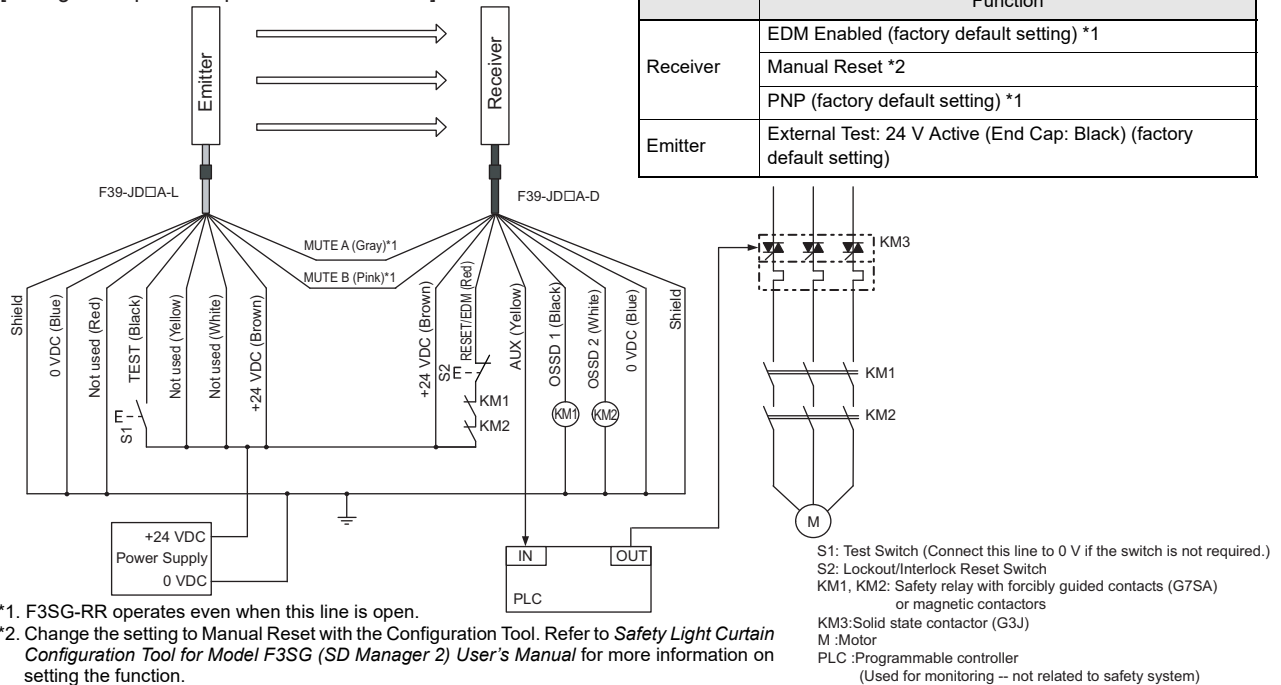 Function
Receiver
EDM Enabled (factory default setting) *1
Manual Reset *2
PNP (factory default setting) *1
Emitter
External Test: 24 V Active (End Cap: Black) (factory
default setting)
Emitter
Receiver
F39-JD□A-L
F39-JD□A-D
MUTE A (Gray)*1
MUTE B (Pink)*1
Shield
0 VDC (Blue)
Not used (Red)
TEST (Black)
Not used (Yellow)
Not used (White)
+24 VDC (Brown)
+24 VDC (Brown)
RESET/EDM (Red)
AUX (Yellow)
OSSD 1 (Black)
OSSD 2 (White)
0 VDC (Blue)
Shield
S1
E
S2
E
KM1
KM2
KM1
KM2
KM3
KM1
KM2
M
+24 VDC
Power Supply
0 VDC
IN
OUT
PLC
S1: Test Switch (Connect this line to 0 V if the switch is not required.)
S2: Lockout/Interlock Reset Switch
KM1, KM2: Safety relay with forcibly guided contacts (G7SA)
or magnetic contactors
KM3:Solid state contactor (G3J)
M :Motor
PLC :Programmable controller
(Used for monitoring -- not related to safety system)
*1. F3SG-RR operates even when this line is open.
*2. Change the setting to Manual Reset with the Configuration Tool. Refer to Safety Light Curtain
Configuration Tool for Model F3SG (SD Manager 2) User's Manual for more information on
setting the function.